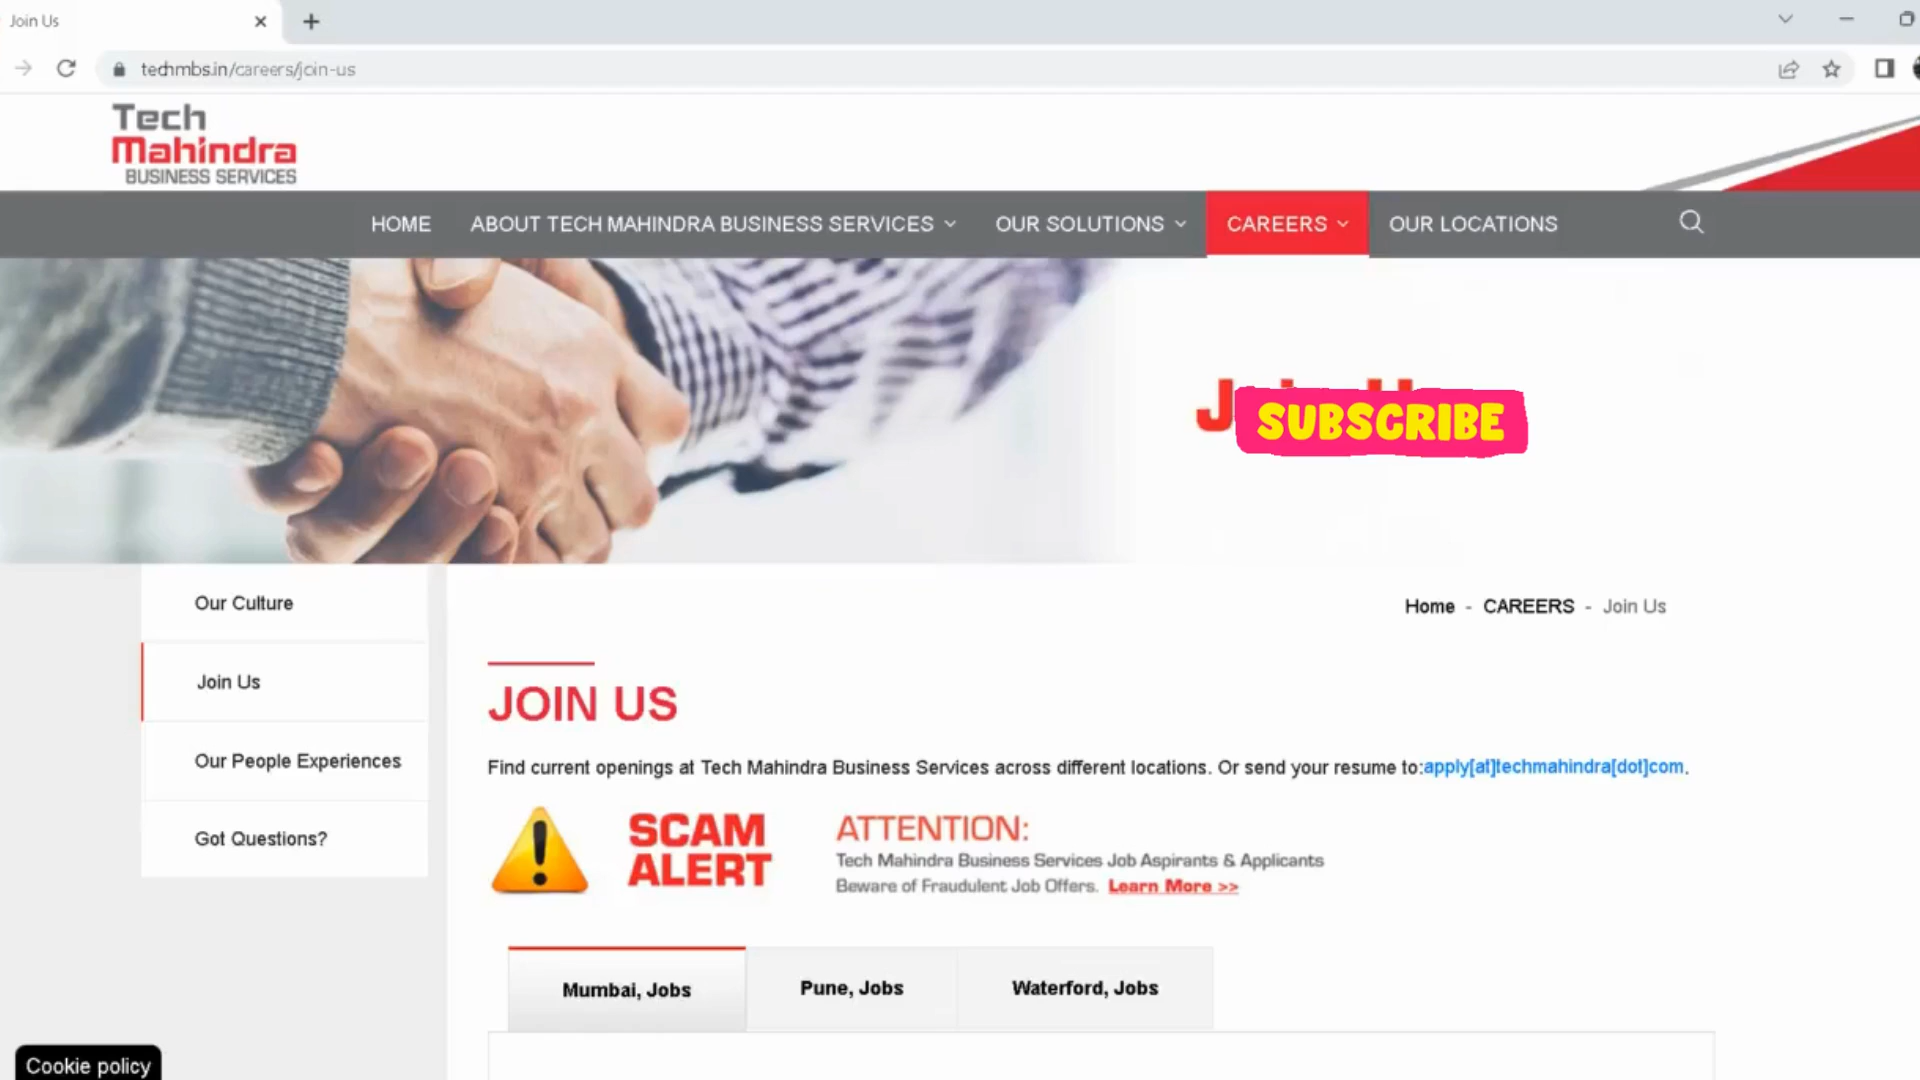 Join Us
techmbs.in/careers/join-us
Tech
Mahindra
BUSINESS SERVICES
HOME ABOUT TECH MAHINDRA BUSINESS SERVICES OUR SOLUTIONS CAREERS OUR LOCATIONS
SUBSCRIBE
Our Culture
Join Us
Our People Experiences
Got Questions?
Home - CAREERS - Join Us
JOIN US
Find current openings at Tech Mahindra Business Services across different locations. Or send your resume to:apply[at]techmahindra[dot]com.
SCAM
ALERT
ATTENTION:
Tech Mahindra Business Services Job Aspirants & Applicants
Beware of Fraudulent Job Offers. Learn More >>
Mumbai, Jobs Pune, Jobs Waterford, Jobs
Cookie policy